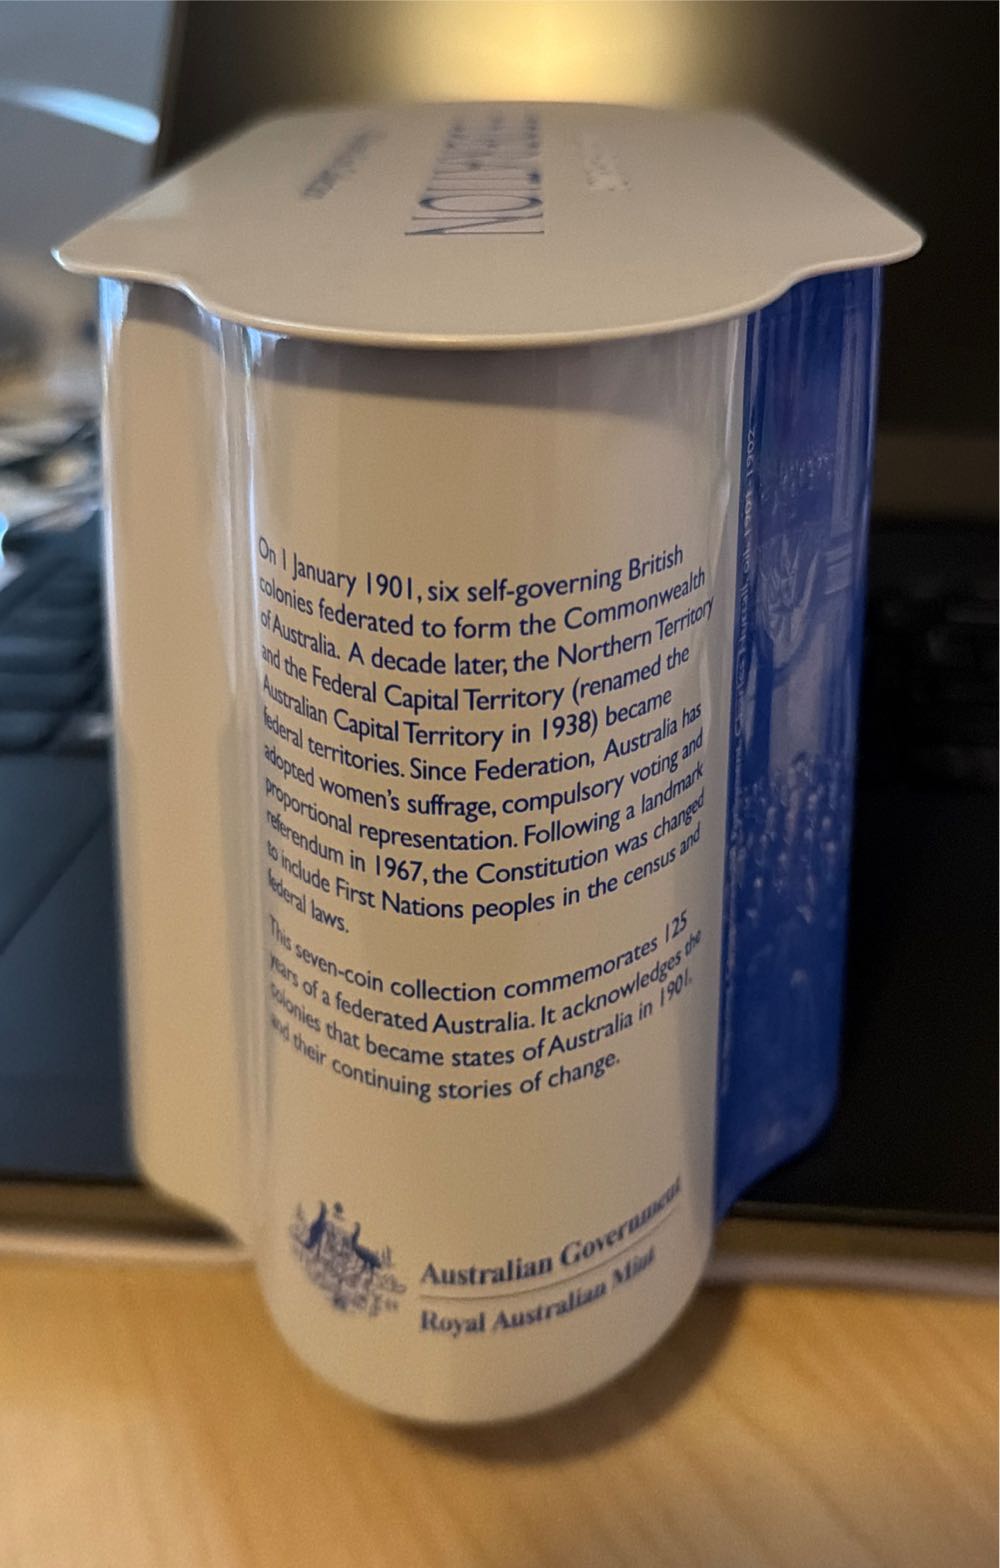 FEDERATION
On 1 January 1901, six self-governing British
colonies federated to form the Commonwealth
of Australia. A decade later, the Northern Territory
and the Federal Capital Territory (renamed the
Australian Capital Territory in 1938) became
federal territories. Since Federation, Australia has
adopted women's suffrage, compulsory voting and
proportional representation. Following a landmark
referendum in 1967, the Constitution was changed
to include First Nations peoples in the census and
federal laws.
This seven-coin collection commemorates 125
years of a federated Australia. It acknowledges the
colonies that became states of Australia in 1901,
and their continuing stories of change.
Australian Government
Royal Australian Mint